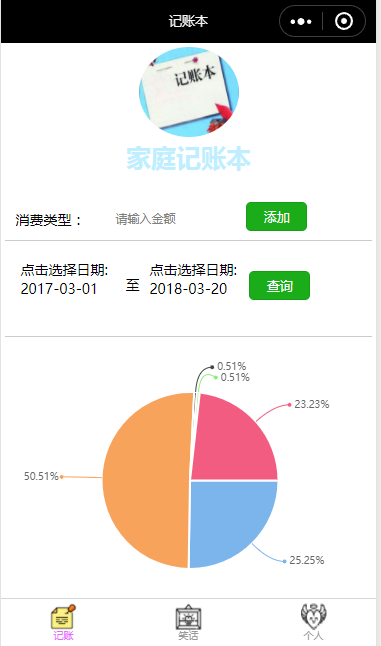 记账本
记账本
家庭记账本
消费类型：
请输入金额
添加
点击选择日期:
2017-03-01
至
点击选择日期:
2018-03-20
查询
0.51%
0.51%
23.23%
50.51%
25.25%
记账
笑话
个人